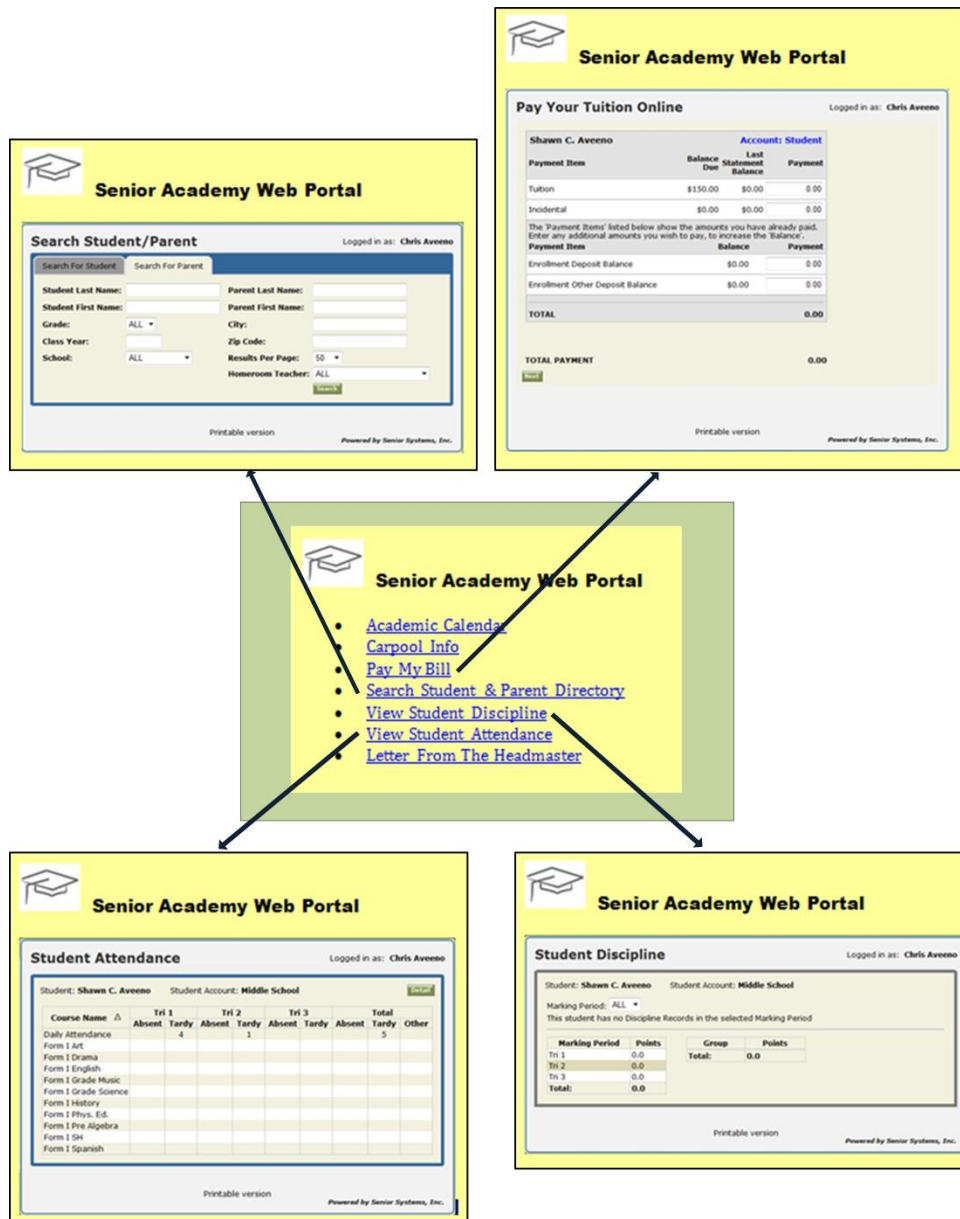 Senior Academy Web Portal
Pay Your Tuition Online
Logged in as: Chris Aveeno
Shawn C. Aveeno Account: Student
Payment Item Balance Due Last Statement Balance Payment
Tuition $150.00 $0.00 0.00
Incidental $0.00 $0.00 0.00
The 'Payment Items' listed below show the amounts you have already paid.
Enter any additional amounts you wish to pay, to increase the 'Balance'.
Payment Item Balance Payment
Enrollment Deposit Balance $0.00 0.00
Enrollment Other Deposit Balance $0.00 0.00
TOTAL 0.00
TOTAL PAYMENT 0.00
Next
Printable version
Powered by Senior Systems, Inc.
Senior Academy Web Portal
Search Student/Parent
Logged in as: Chris Aveeno
Search For Student Search For Parent
Student Last Name: Parent Last Name:
Student First Name: Parent First Name:
Grade: ALL City:
Class Year: Zip Code:
School: ALL Results Per Page: 50
Homeroom Teacher: ALL
Search
Printable version
Powered by Senior Systems, Inc.
Senior Academy Web Portal
Academic Calendar
Carpool Info
Pay My Bill
Search Student & Parent Directory
View Student Discipline
View Student Attendance
Letter From The Headmaster
Senior Academy Web Portal
Student Attendance
Logged in as: Chris Aveeno
Student: Shawn C. Aveeno Student Account: Middle School Detail
Course Name Tri 1 Tri 2 Tri 3 Total
Absent Tardy Absent Tardy Absent Tardy Absent Tardy Other
Daily Attendance 4 1 5
Form I Art
Form I Drama
Form I English
Form I Grade Music
Form I Grade Science
Form I History
Form I Phys. Ed.
Form I Pre Algebra
Form I SH
Form I Spanish
Printable version
Powered by Senior Systems, Inc.
Senior Academy Web Portal
Student Discipline
Logged in as: Chris Aveeno
Student: Shawn C. Aveeno Student Account: Middle School
Marking Period: ALL
This student has no Discipline Records in the selected Marking Period
Marking Period Points Group Points
Tri 1 0.0 Total: 0.0
Tri 2 0.0
Tri 3 0.0
Total: 0.0
Printable version
Powered by Senior Systems, Inc.